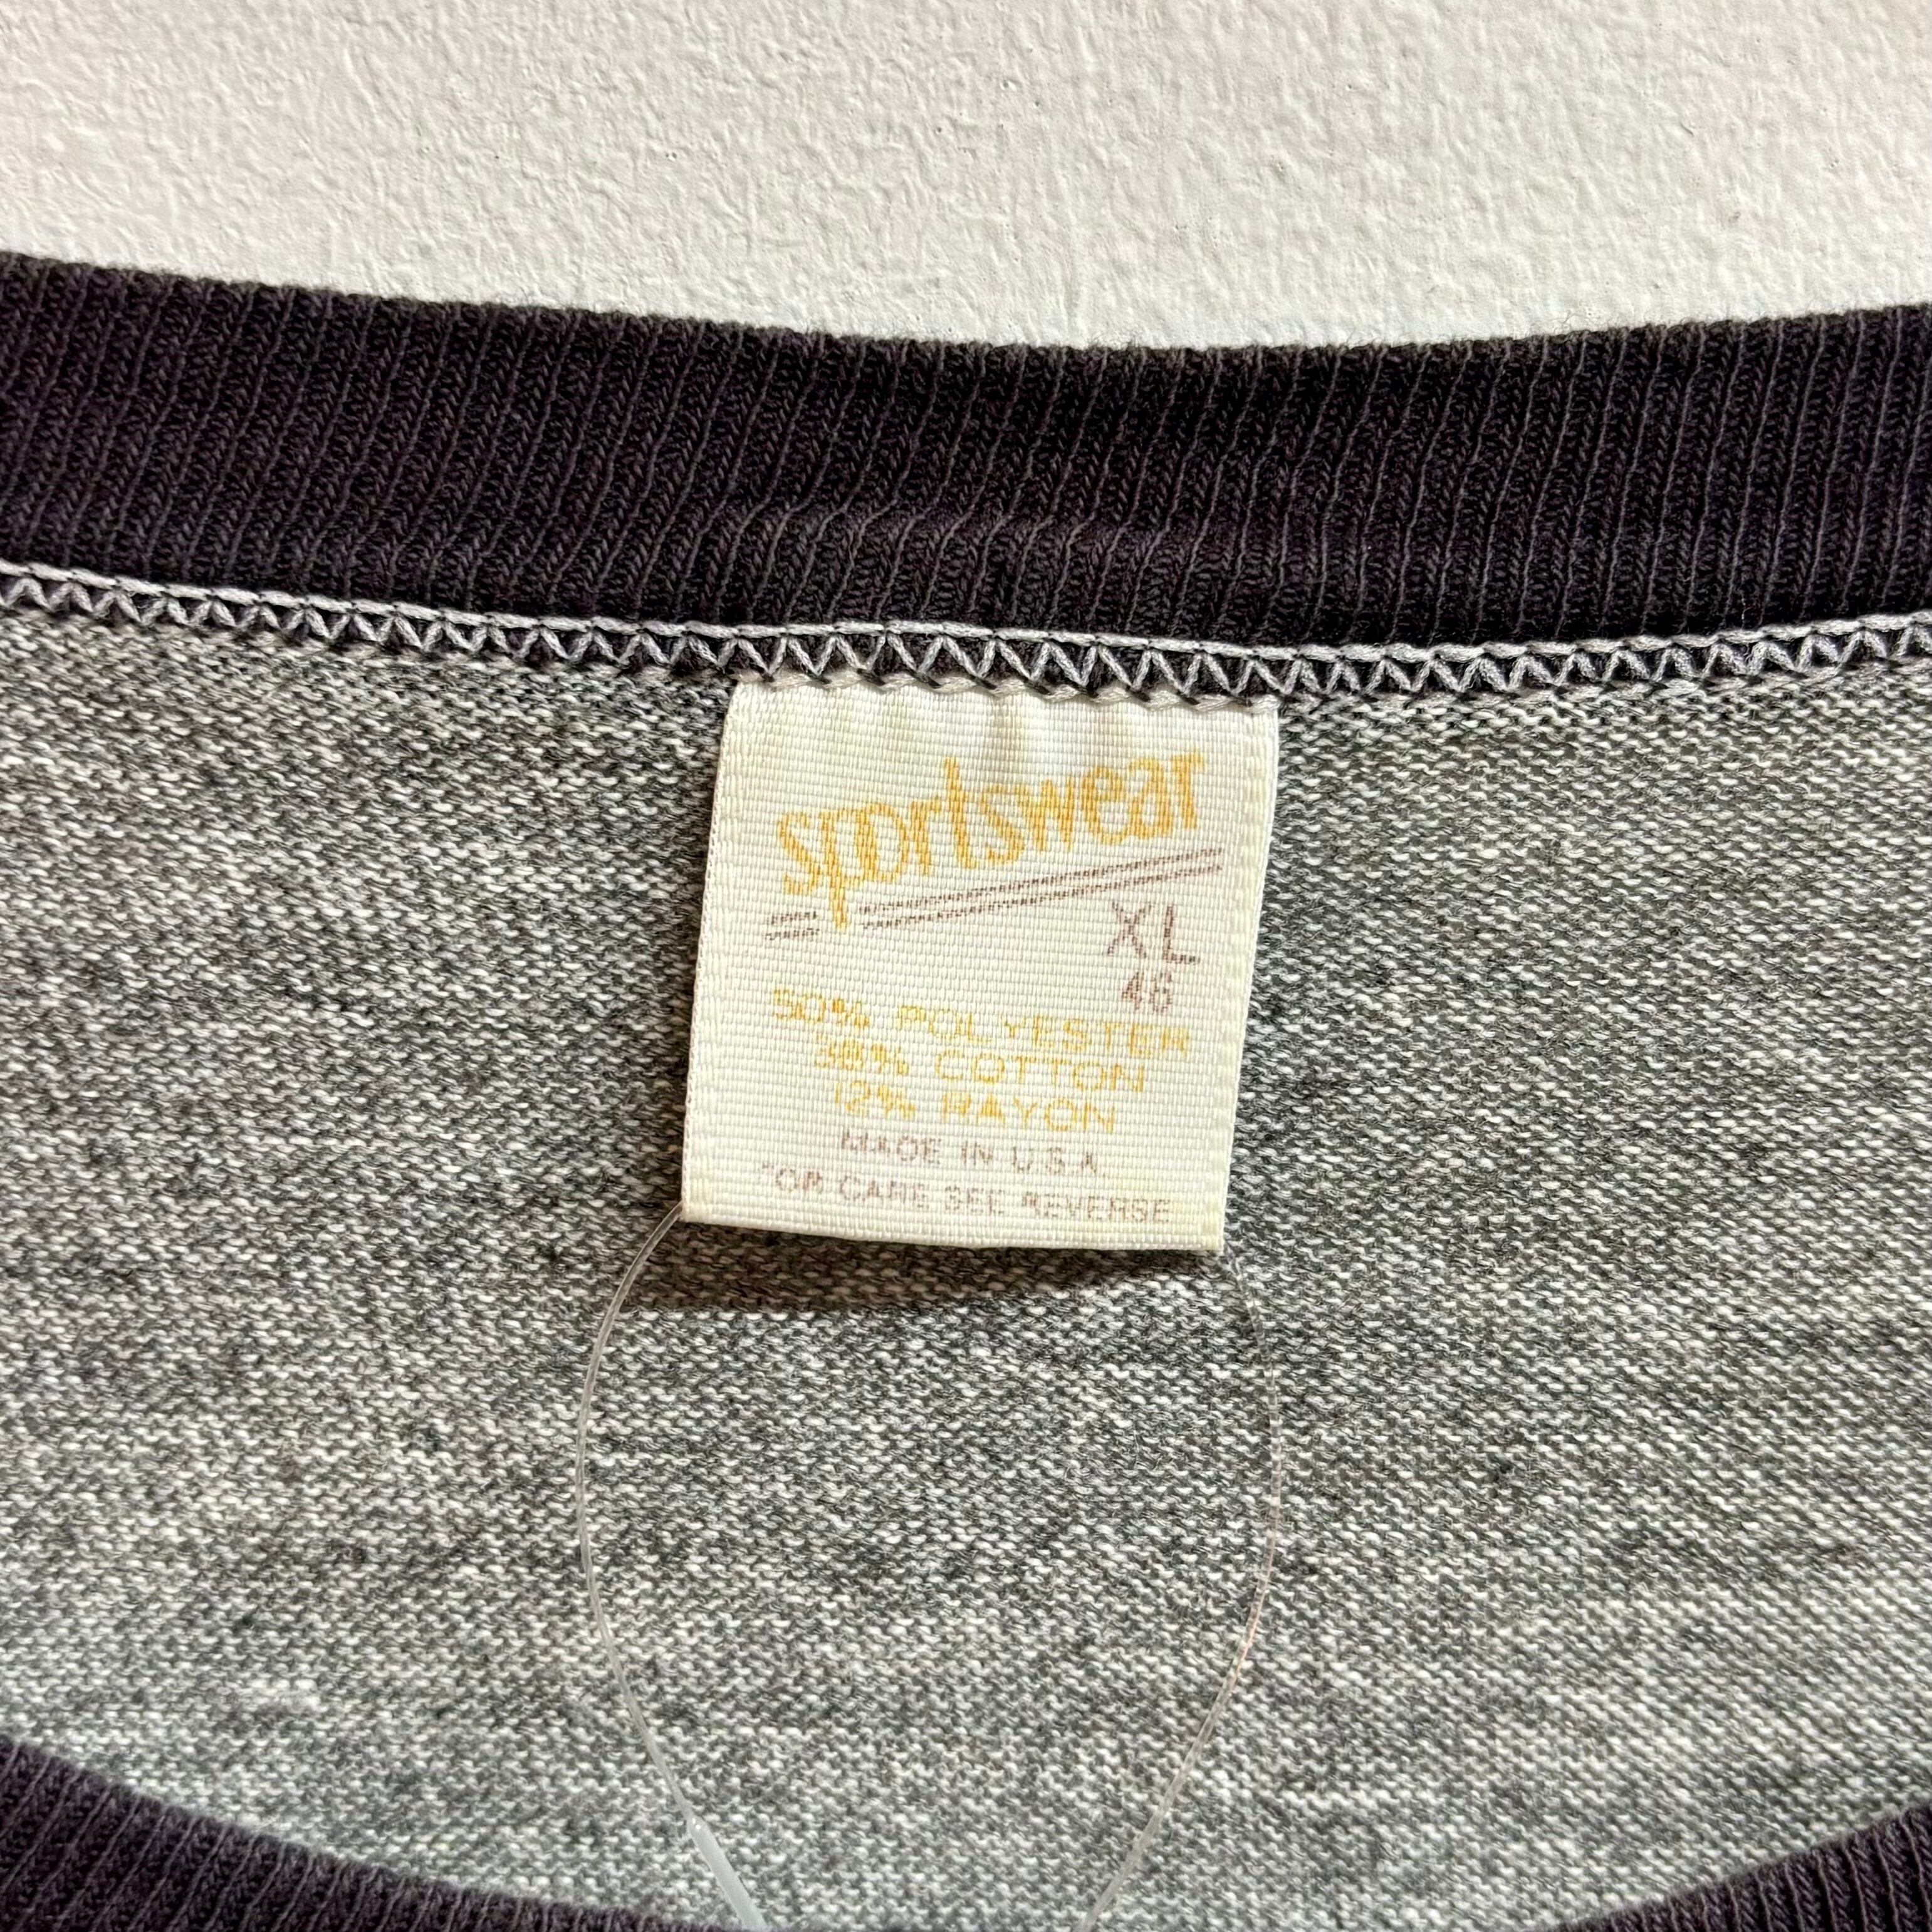 sportswear
XL
46
50% POLYESTER
38% COTTON
12% RAYON
MADE IN U.S.A.
FOR CARE SEE REVERSE